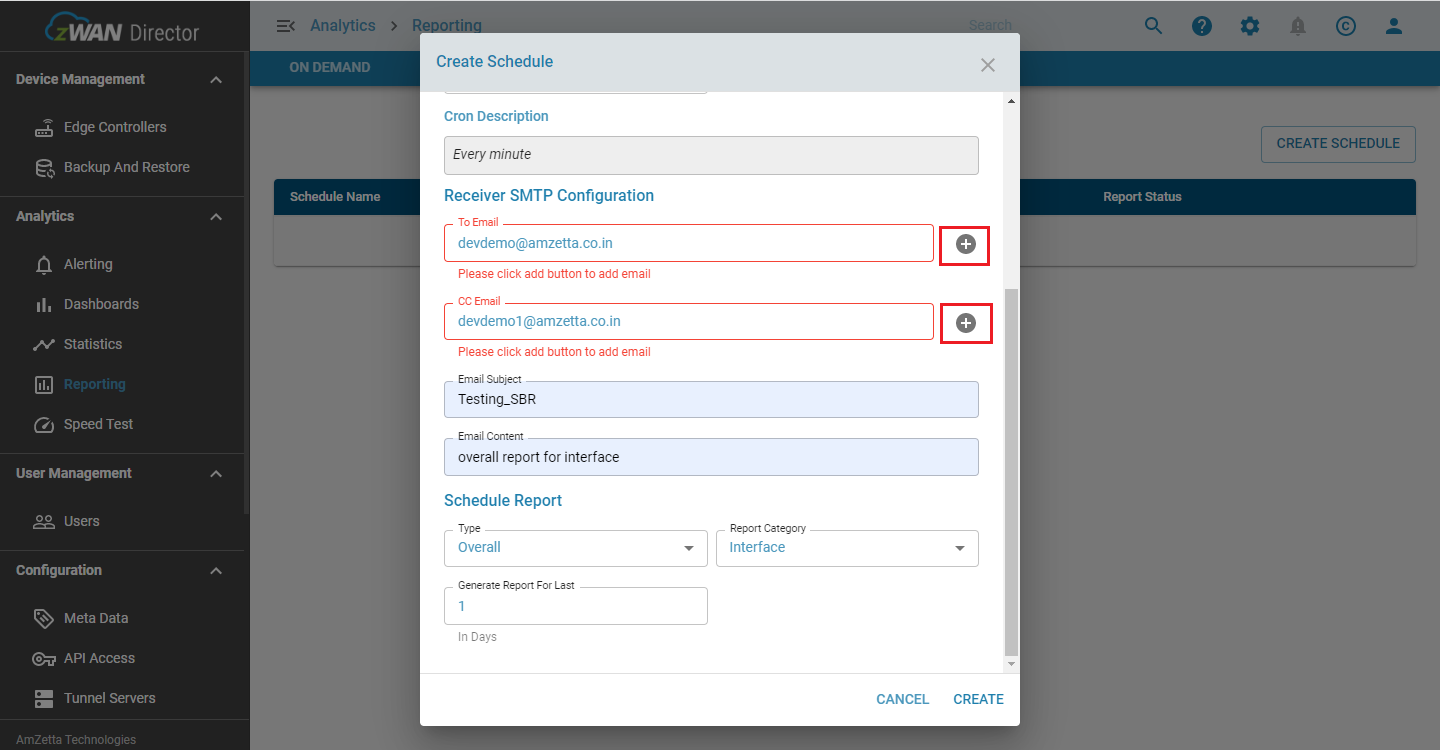 zWAN Director
Analytics > Reporting
Search
ON DEMAND
Device Management
Edge Controllers
Backup And Restore
Analytics
Alerting
Dashboards
Statistics
Reporting
Speed Test
User Management
Users
Configuration
Meta Data
API Access
Tunnel Servers
AmZetta Technologies
CREATE SCHEDULE
Schedule Name
Report Status
Create Schedule
Cron Description
Every minute
Receiver SMTP Configuration
To Email
devdemo@amzetta.co.in
Please click add button to add email
CC Email
devdemo1@amzetta.co.in
Please click add button to add email
Email Subject
Testing_SBR
Email Content
overall report for interface
Schedule Report
Type
Overall
Report Category
Interface
Generate Report For Last
1
In Days
CANCEL
CREATE